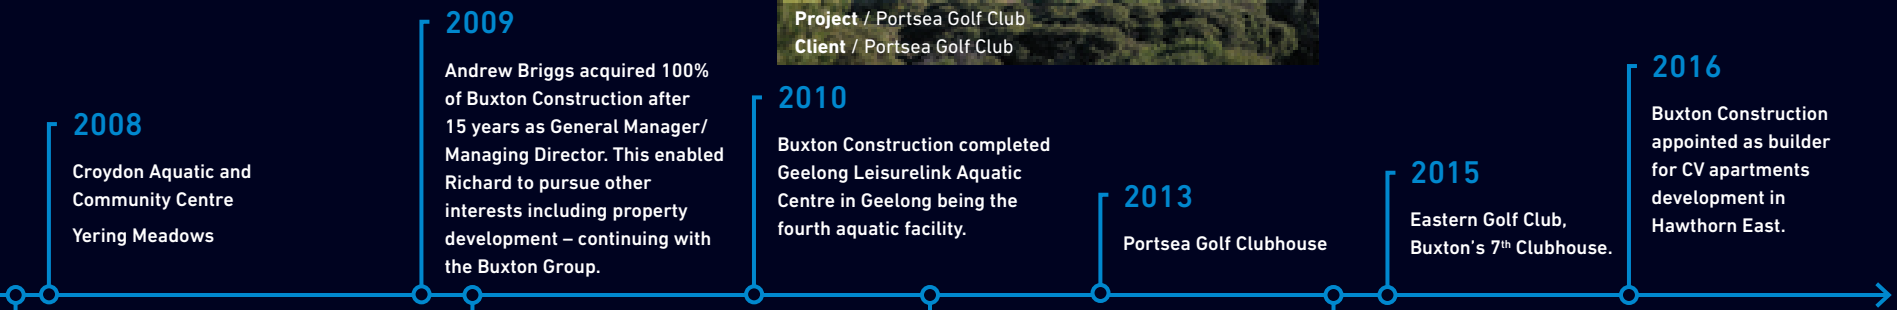 2008
Croydon Aquatic and
Community Centre
Yering Meadows
2009
Andrew Briggs acquired 100%
of Buxton Construction after
15 years as General Manager/
Managing Director. This enabled
Richard to pursue other
interests including property
development – continuing with
the Buxton Group.
Project / Portsea Golf Club
Client / Portsea Golf Club
2010
Buxton Construction completed
Geelong Leisurelink Aquatic
Centre in Geelong being the
fourth aquatic facility.
2013
Portsea Golf Clubhouse
2015
Eastern Golf Club,
Buxton's 7th Clubhouse.
2016
Buxton Construction
appointed as builder
for CV apartments
development in
Hawthorn East.